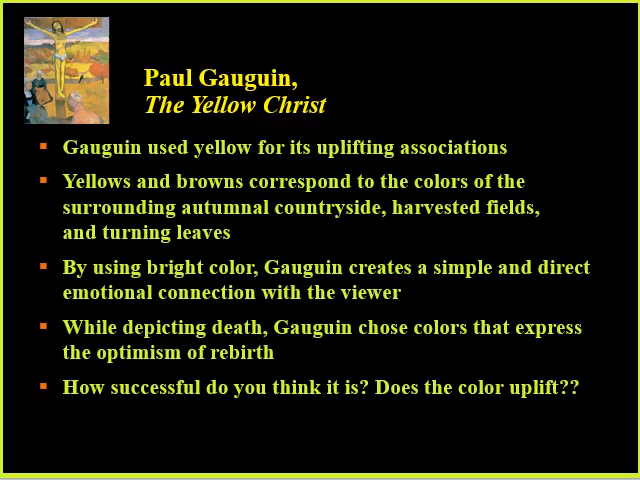 Paul Gauguin,
The Yellow Christ
▪ Gauguin used yellow for its uplifting associations
▪ Yellows and browns correspond to the colors of the
surrounding autumnal countryside, harvested fields,
and turning leaves
▪ By using bright color, Gauguin creates a simple and direct
emotional connection with the viewer
▪ While depicting death, Gauguin chose colors that express
the optimism of rebirth
▪ How successful do you think it is? Does the color uplift??